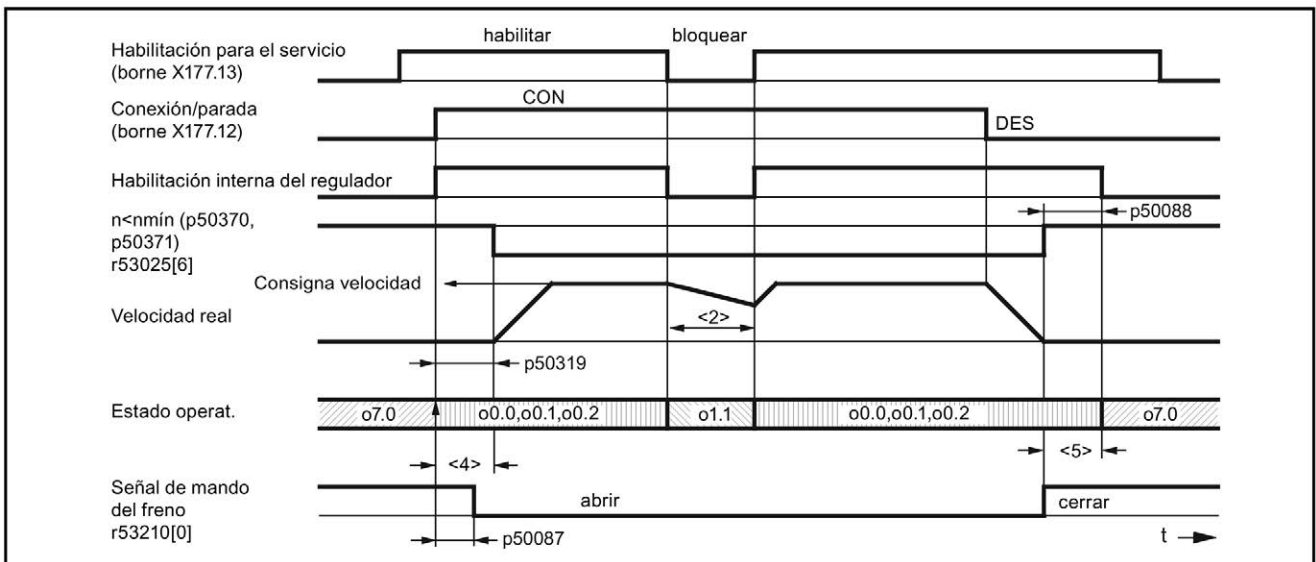 habilitar
bloquear
Habilitación para el servicio
(borne X177.13)
CON
Conexión/parada
(borne X177.12)
DES
Habilitación interna del regulador
n<nmín (p50370,
p50371)
r53025[6]
p50088
Consigna velocidad
Velocidad real
<2>
p50319
Estado operat.
o7.0
o0.0,o0.1,o0.2
o1.1
o0.0,o0.1,o0.2
o7.0
<4>
<5>
Señal de mando
del freno
r53210[0]
abrir
cerrar
p50087
t